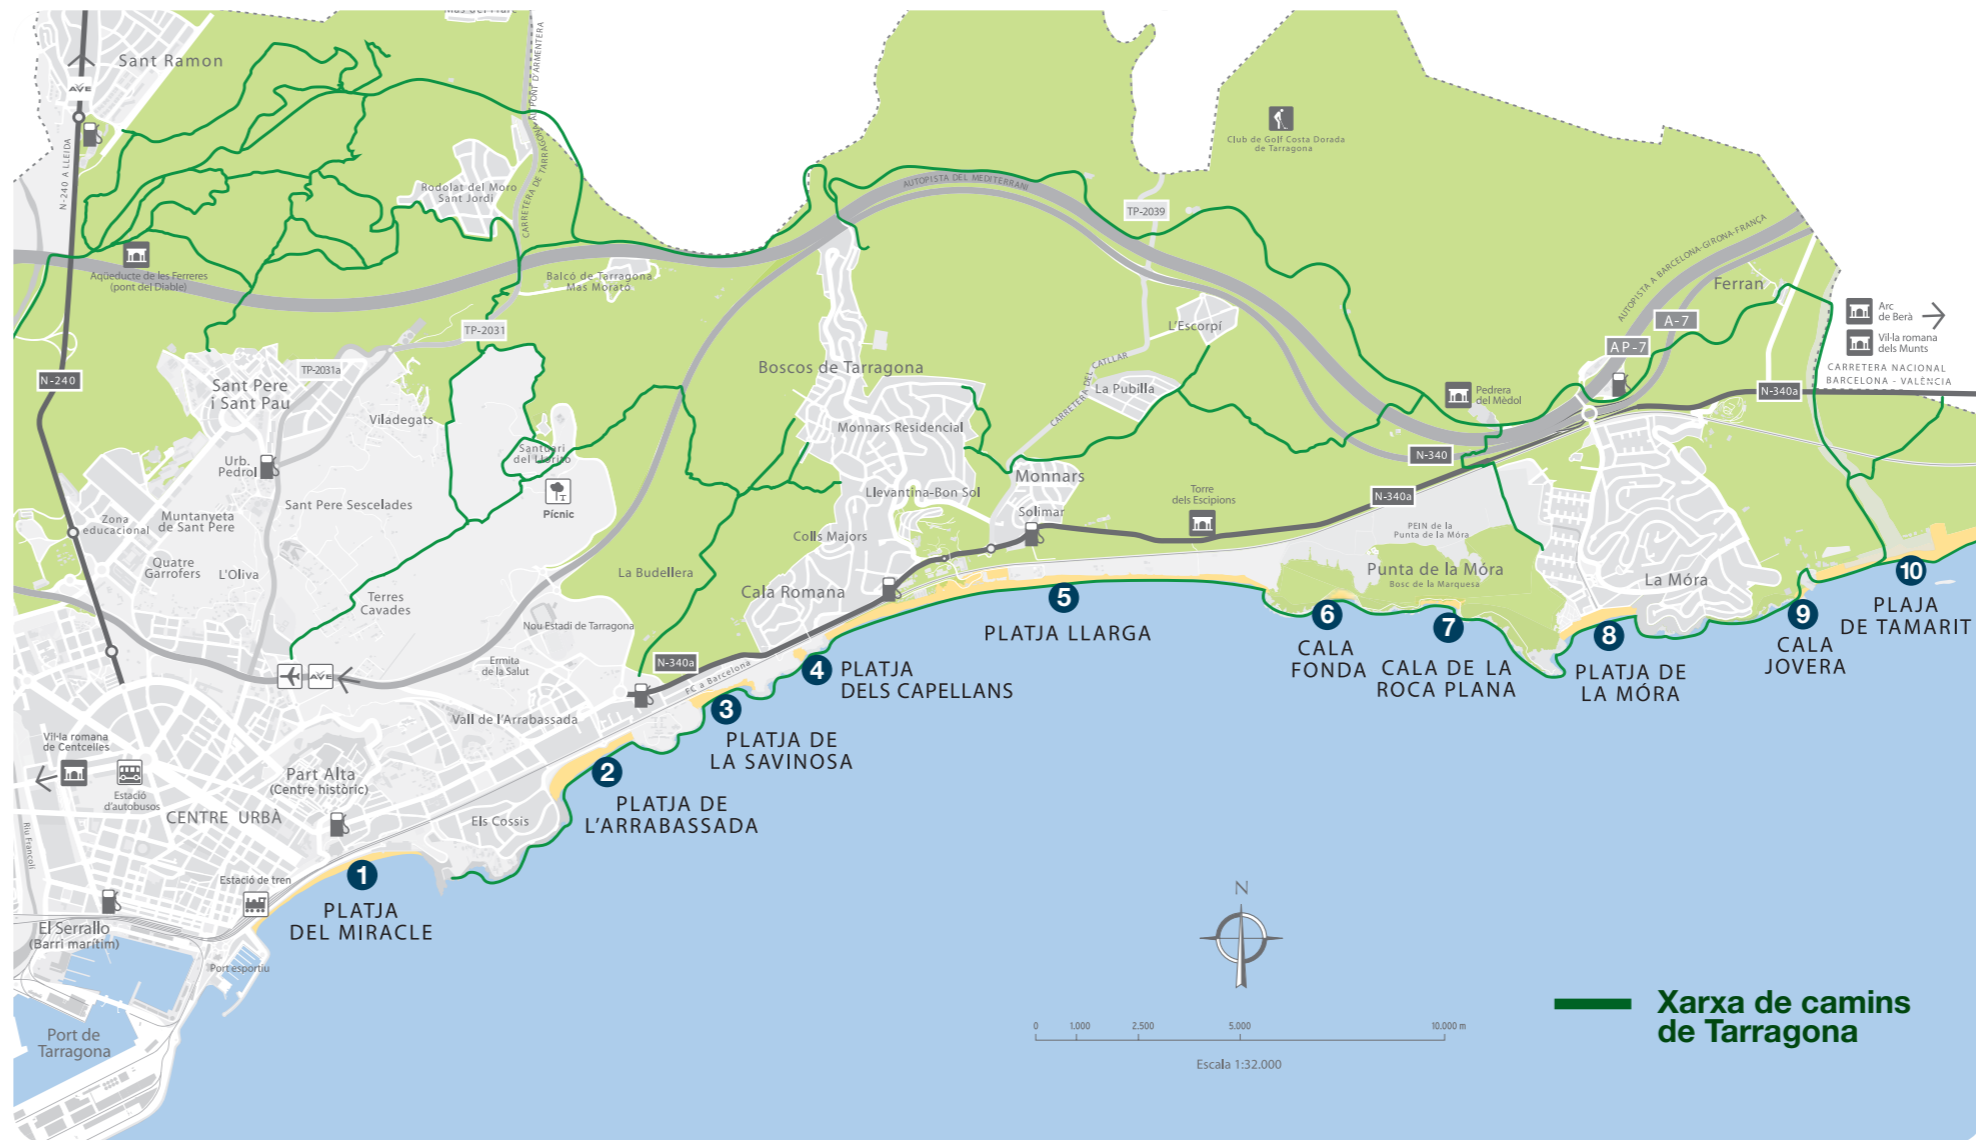 Sant Ramon
AVE
N-240 A LLEIDA
CARRETERA DE TARRAGONA AL PONT D'ARMENTERA
Rodolat del Moro
Sant Jordi
Club de Golf Costa Dorada
de Tarragona
AUTOPISTA DEL MEDITERRANI
TP-2039
AUTOPISTA A BARCELONA-GIRONA-FRANÇA
Aqüeducte de les Ferreres
(pont del Diable)
Balcó de Tarragona
Mas Morató
Ferran
Arc
de Berà
Vil·la romana
dels Munts
CARRETERA NACIONAL
BARCELONA - VALÈNCIA
A-7
AP-7
N-340a
TP-2031
TP-2031a
N-240
Sant Pere
i Sant Pau
Viladegats
Boscos de Tarragona
L'Escorpí
CARRETERA DEL CATLLAR
La Pubilla
Pedrera
del Mèdol
Monnars Residencial
N-340
Urb.
Pedrol
Santuari
del Llorito
Pícnic
Sant Pere Sescelades
Llevantina-Bon Sol
Monnars
Solimar
Torre
dels Escipions
N-340a
Zona
educacional
Muntanyeta
de Sant Pere
Colls Majors
PEIN de la
Punta de la Móra
Quatre
Garrofers
L'Oliva
La Budellera
Punta de la Móra
Bosc de la Marquesa
La Móra
Terres
Cavades
Cala Romana
Nou Estadi de Tarragona
Ermita
de la Salut
AVE
N-340a
FC a Barcelona
Vall de l'Arrabassada
Vil·la romana
de Centcelles
Estació
d'autobusos
Part Alta
(Centre històric)
CENTRE URBÀ
Els Cossis
Riu Francolí
Estació de tren
El Serrallo
(Barri marítim)
Port esportiu
Port de
Tarragona
1
PLATJA
DEL MIRACLE
2
PLATJA DE
L'ARRABASSADA
3
PLATJA DE
LA SAVINOSA
4
PLATJA
DELS CAPELLANS
5
PLATJA LLARGA
6
CALA
FONDA
7
CALA DE LA
ROCA PLANA
8
PLATJA DE
LA MÓRA
9
CALA
JOVERA
10
PLAJA
DE TAMARIT
N
0 1.000 2.500 5.000 10.000 m
Escala 1:32.000
Xarxa de camins
de Tarragona